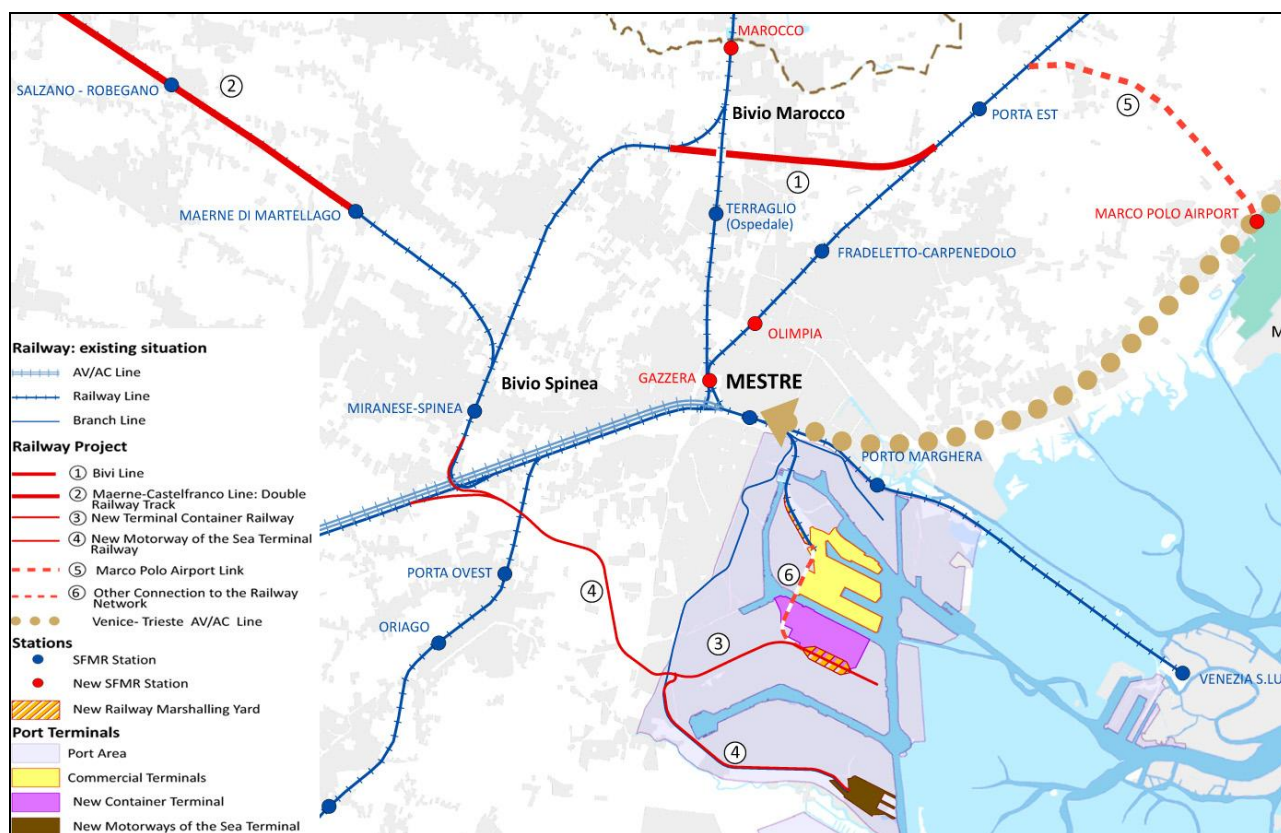 MAROCCO
SALZANO - ROBEGANO
②
Bivio Marocco
PORTA EST
⑤
①
MAERNE DI MARTELLAGO
TERRAGLIO
(Ospedale)
MARCO POLO AIRPORT
FRADELETTO-CARPENEDOLO
OLIMPIA
M
Bivio Spinea
GAZZERA
MESTRE
MIRANESE-SPINEA
PORTO MARGHERA
PORTA OVEST
④
⑥
ORIAGO
③
VENEZIA S.LU
④
Railway: existing situation
AV/AC Line
Railway Line
Branch Line
Railway Project
① Bivi Line
② Maerne-Castelfranco Line: Double
Railway Track
③ New Terminal Container Railway
④ New Motorway of the Sea Terminal
Railway
⑤ Marco Polo Airport Link
⑥ Other Connection to the Railway
Network
Venice- Trieste AV/AC Line
Stations
SFMR Station
New SFMR Station
New Railway Marshalling Yard
Port Terminals
Port Area
Commercial Terminals
New Container Terminal
New Motorways of the Sea Terminal